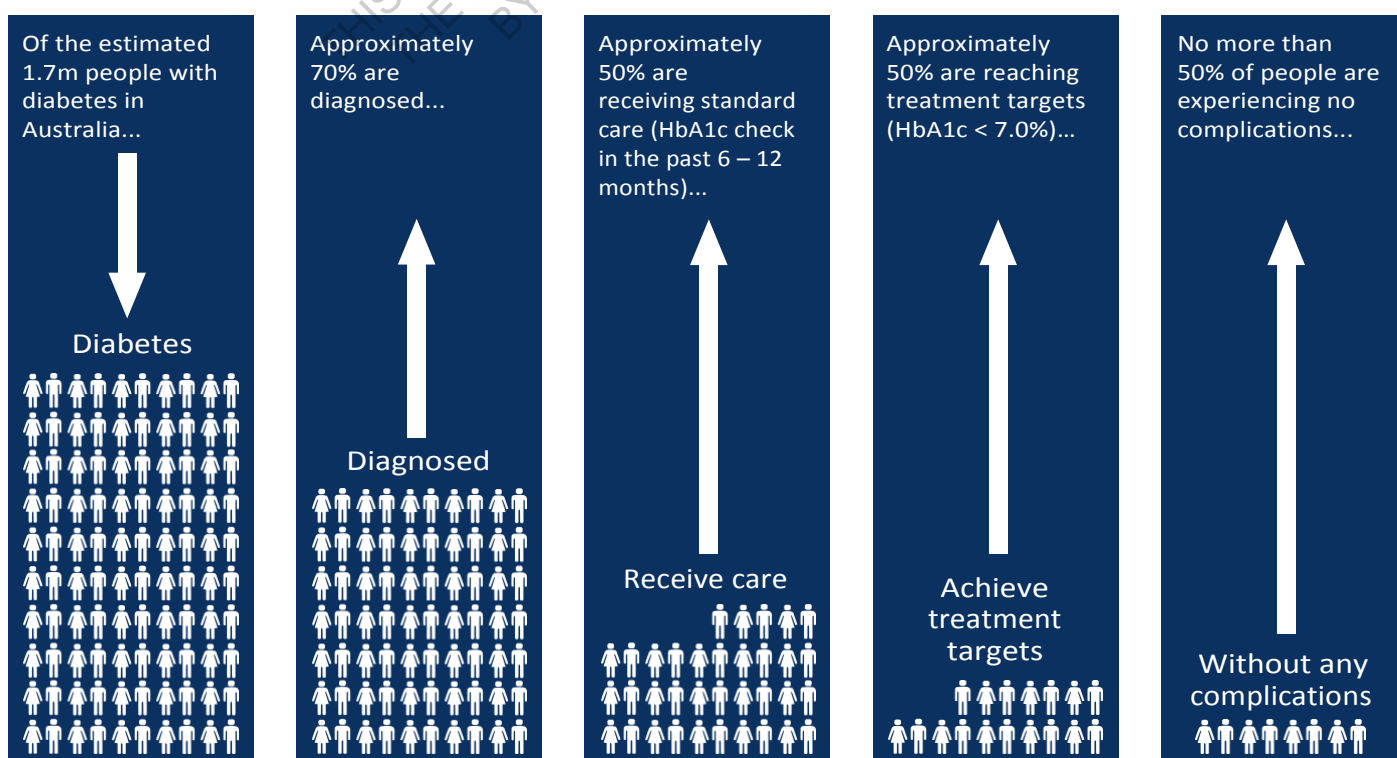 THIS
THE
BY
Of the estimated
1.7m people with
diabetes in
Australia...
Diabetes
Approximately
70% are
diagnosed...
Diagnosed
Approximately
50% are
receiving standard
care (HbA1c check
in the past 6 – 12
months)...
Receive care
Approximately
50% are reaching
treatment targets
(HbA1c < 7.0%)...
Achieve
treatment
targets
No more than
50% of people are
experiencing no
complications...
Without any
complications